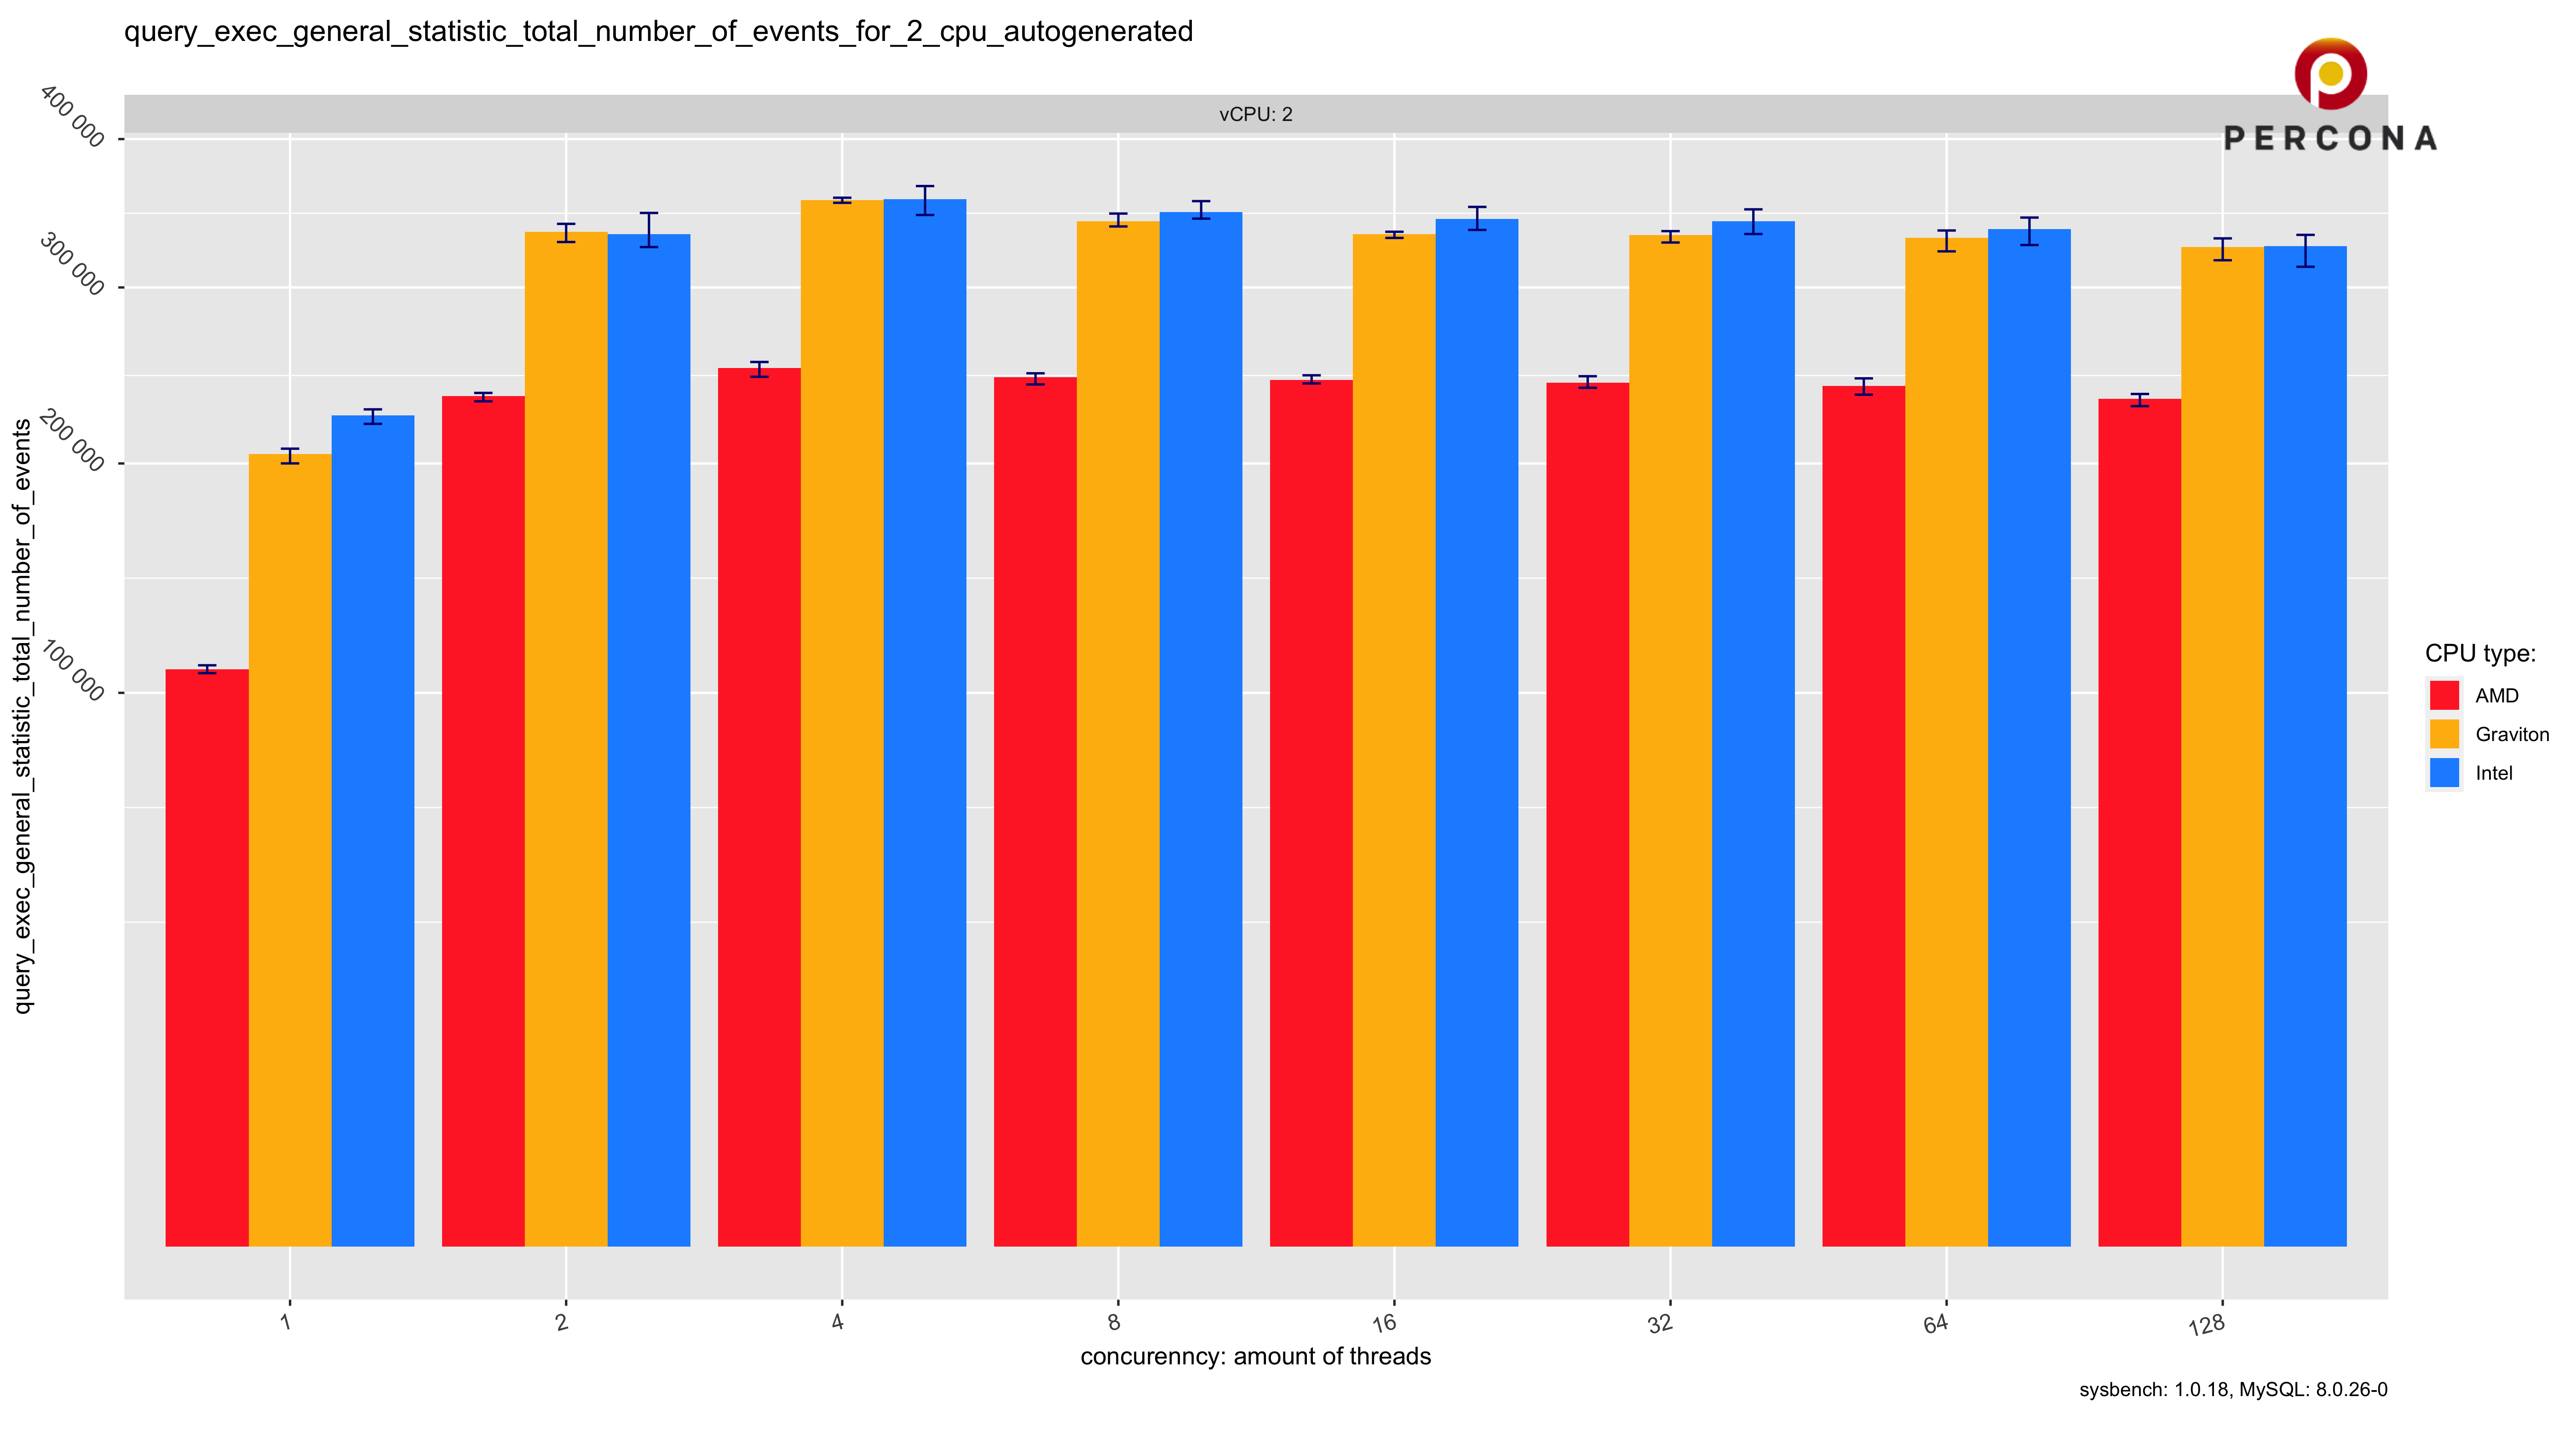 query_exec_general_statistic_total_number_of_events_for_2_cpu_autogenerated
PERCONA
vCPU: 2
query_exec_general_statistic_total_number_of_events
400 000
300 000
200 000
100 000
CPU type:
AMD
Graviton
Intel
1
2
4
8
16
32
64
128
concurenncy: amount of threads
sysbench: 1.0.18, MySQL: 8.0.26-0